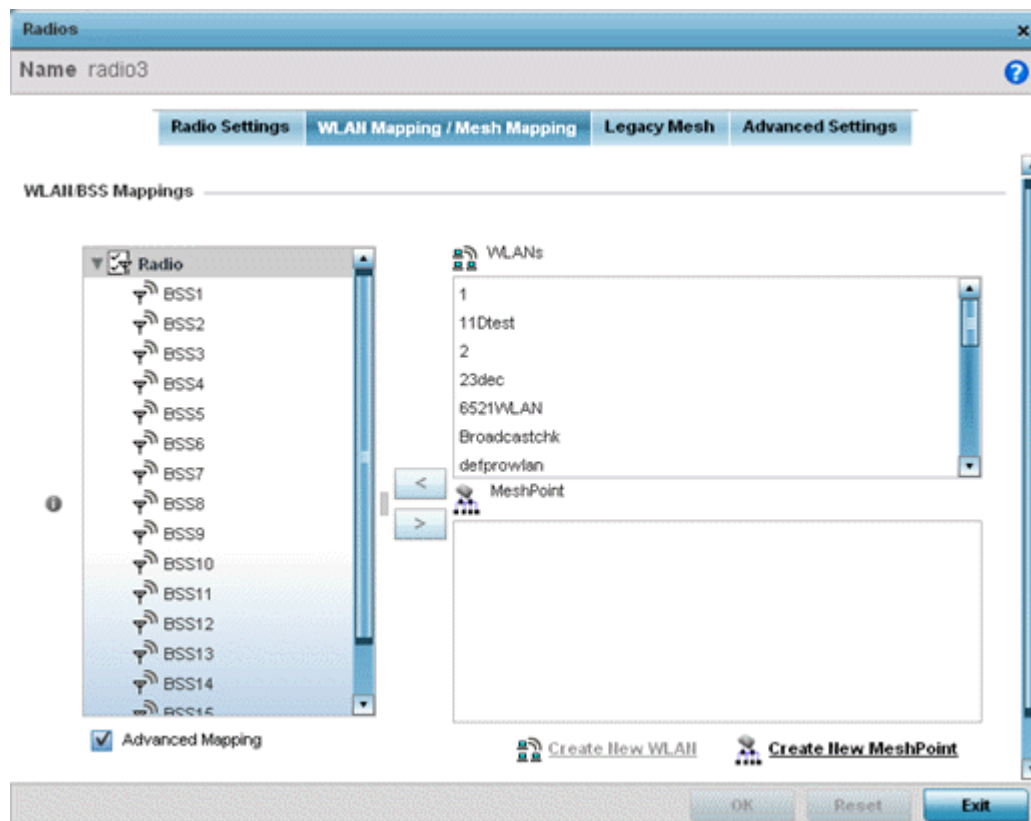 Radios
Name radio3
Radio Settings
WLAN Mapping / Mesh Mapping
Legacy Mesh
Advanced Settings
WLAN/BSS Mappings
Radio
BSS1
BSS2
BSS3
BSS4
BSS5
BSS6
BSS7
BSS8
BSS9
BSS10
BSS11
BSS12
BSS13
BSS14
BSS15
Advanced Mapping
<
>
WLANs
1
11Dtest
2
23dec
6521WLAN
Broadcastchk
defprowlan
MeshPoint
Create New WLAN
Create New MeshPoint
OK
Reset
Exit